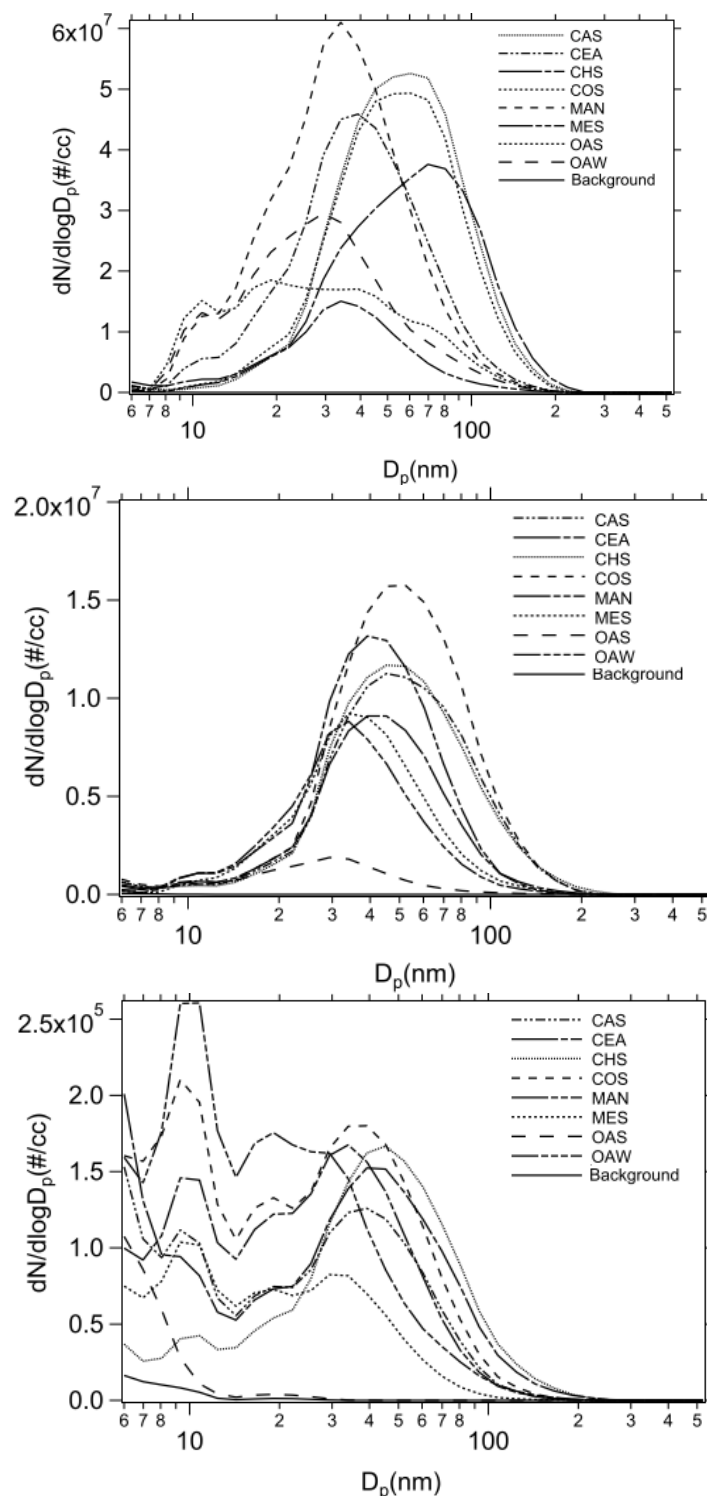 6x10⁷
5
4
3
2
1
0
dN/dlogDₚ(#/cc)
CAS
CEA
CHS
COS
MAN
MES
OAS
OAW
Background
6 7 8 2 3 4 5 6 7 8 2 3 4 5
10 100
Dₚ(nm)
2.0x10⁷
1.5
1.0
0.5
0.0
dN/dlogDₚ(#/cc)
CAS
CEA
CHS
COS
MAN
MES
OAS
OAW
Background
6 7 8 2 3 4 5 6 7 8 2 3 4 5
10 100
Dₚ(nm)
2.5x10⁵
2.0
1.5
1.0
0.5
0.0
dN/dlogDₚ(#/cc)
CAS
CEA
CHS
COS
MAN
MES
OAS
OAW
Background
6 7 8 2 3 4 5 6 7 8 2 3 4 5
10 100
Dₚ(nm)